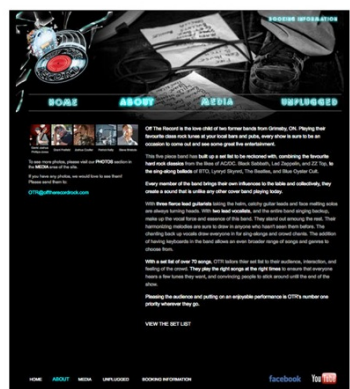 BOOKING INFORMATION
HOME ABOUT MEDIA UNPLUGGED
Off The Record is the love child of two former bands from Grimsby, ON. Playing their
favourite class rock tunes at your local bars and pubs, every show is sure to be an
occasion to come out and see some great live entertainment.
This five piece band has built up a set list to be reckoned with, combining the favourite
hard rock classics from the likes of AC/DC, Black Sabbath, Led Zeppelin, and ZZ Top, to
the sing-along ballads of BTO, Lynyrd Skynrd, The Beatles, and Blue Oyster Cult.
Every member of the band brings their own influences to the table and collectively, they
create a sound that is unlike any other cover band playing today.
With three fierce lead guitarists being the helm, catchy guitar leads and face melting solos
are always turning heads. With two lead vocalists, and the entire band singing backup,
make up the vocal force and essence of this band. They stand out amoung the rest. Their
harmonizing melodies are sure to draw in anyone who hasn't seen them before. The
chanting back up vocals draw everyone in for sing-alongs and crowd chants. The addition
of having keyboards in the band allows an even broader range of songs and genres to
choose from.
With a set list of over 70 songs, OTR tailors thier set list to their audience, interaction, and
feeling of the crowd. They play the right songs at the right times to ensure that everyone
hears a few tunes they want, and convincing people to stick around until the end of the
show.
Pleasing the audience and putting on an enjoyable performance is OTR's number one
priority wherever they go.
VIEW THE SET LIST
To see more photos, please visit our PHOTOS section in
the MEDIA area of the site.
If you have any photos, we would love to see them!
Please send them to:
OTR@offtherecordrock.com
HOME ABOUT MEDIA UNPLUGGED BOOKING INFORMATION facebook YouTube